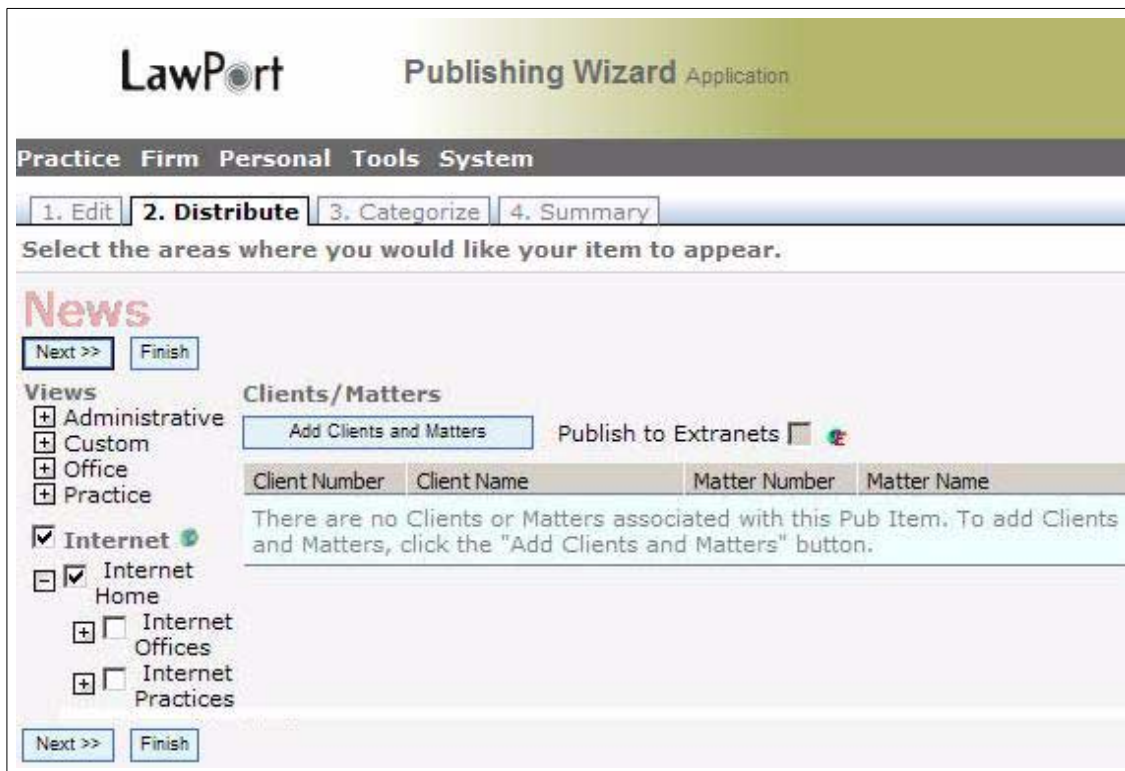 LawPort
Publishing Wizard Application
Practice Firm Personal Tools System
1. Edit 2. Distribute 3. Categorize 4. Summary
Select the areas where you would like your item to appear.
News
Next >> Finish
Views
Administrative
Custom
Office
Practice
Internet
Internet
Home
Internet
Offices
Internet
Practices
Clients/Matters
Add Clients and Matters Publish to Extranets
Client Number Client Name Matter Number Matter Name
There are no Clients or Matters associated with this Pub Item. To add Clients
and Matters, click the "Add Clients and Matters" button.
Next >> Finish